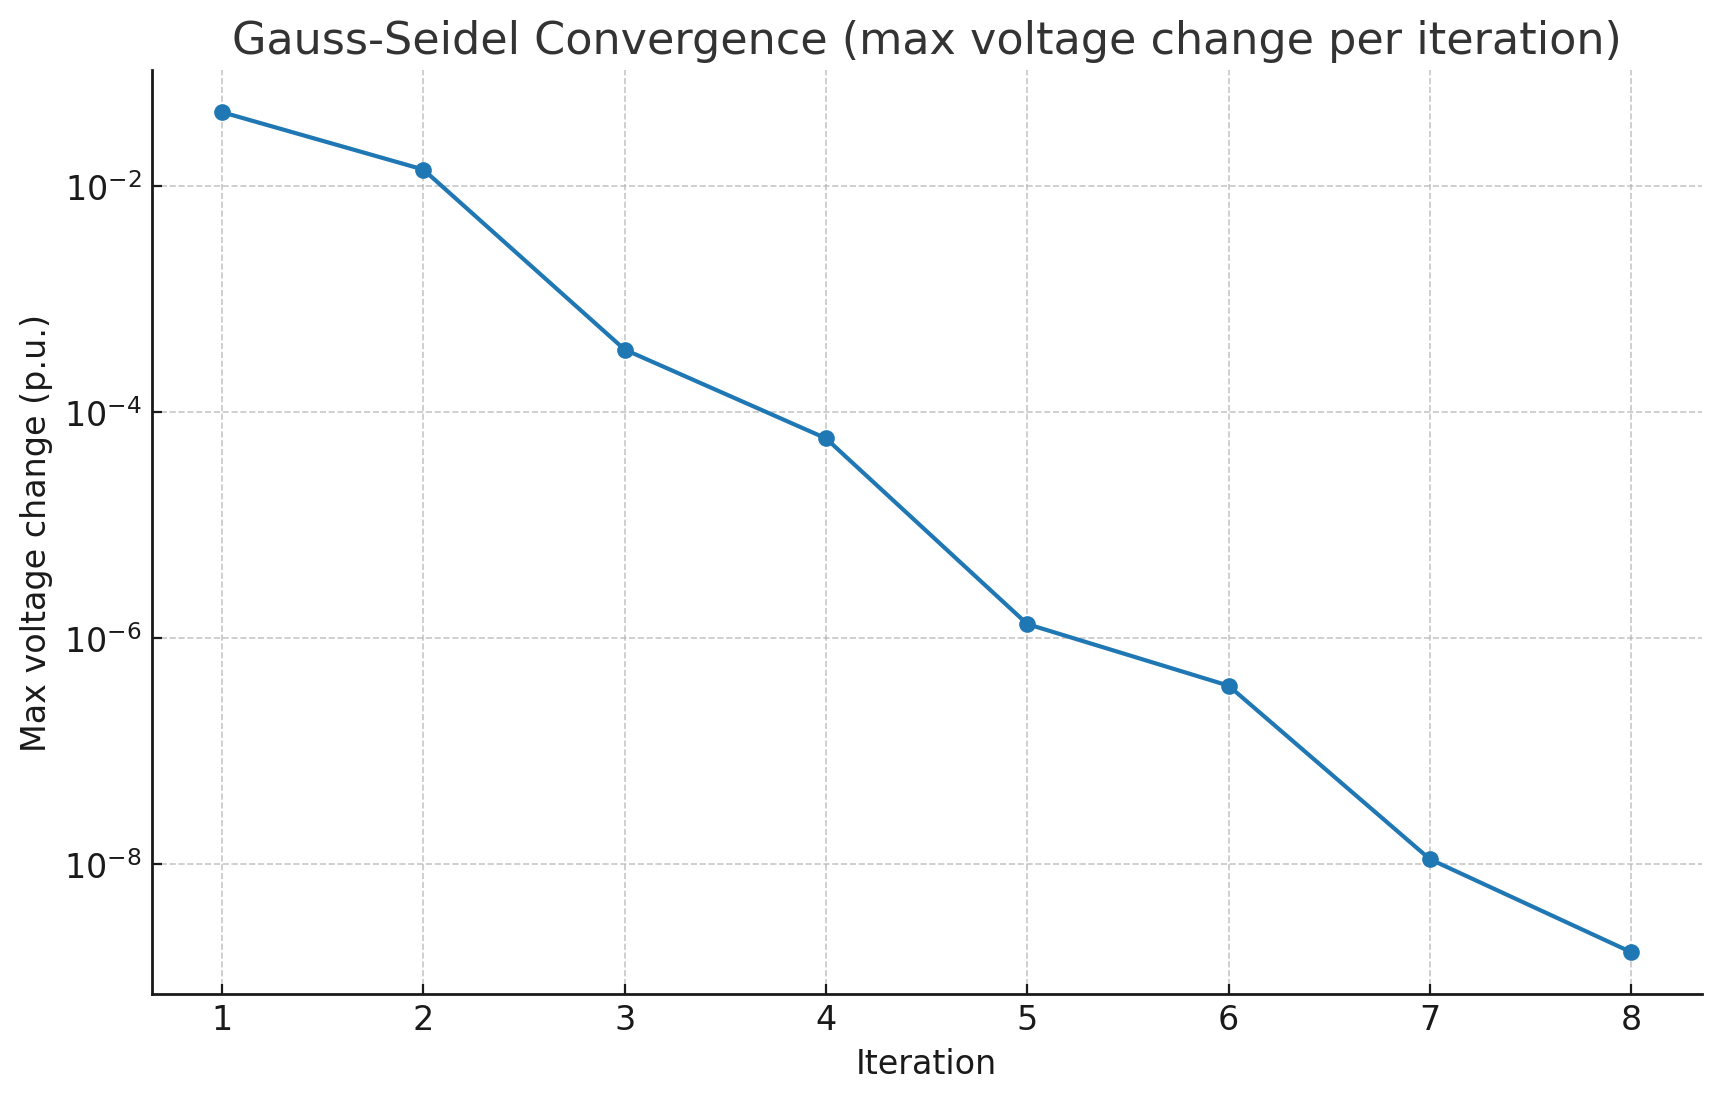 Gauss-Seidel Convergence (max voltage change per iteration)
Max voltage change (p.u.)
10⁻²
10⁻⁴
10⁻⁶
10⁻⁸
1 2 3 4 5 6 7 8
Iteration